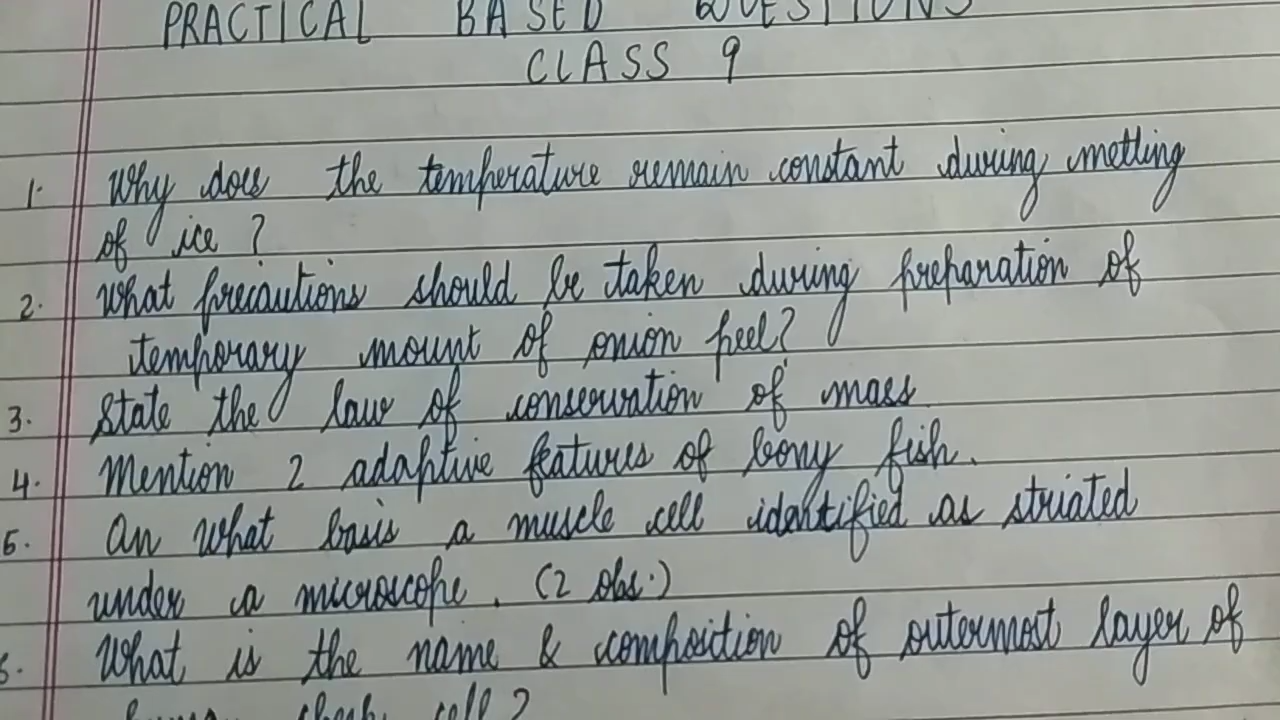 PRACTICAL BASED QUESTIONS
CLASS 9
1. Why does the temperature remain constant during melting
of ice ?
2. What precautions should be taken during preparation of
temporary mount of onion peel?
3. State the law of conservation of mass
4. Mention 2 adaptive features of bony fish.
5. On what basis a muscle cell identified as striated
under a microscope. (2 obs.)
6. What is the name & composition of outermost layer of
human cheek cell?